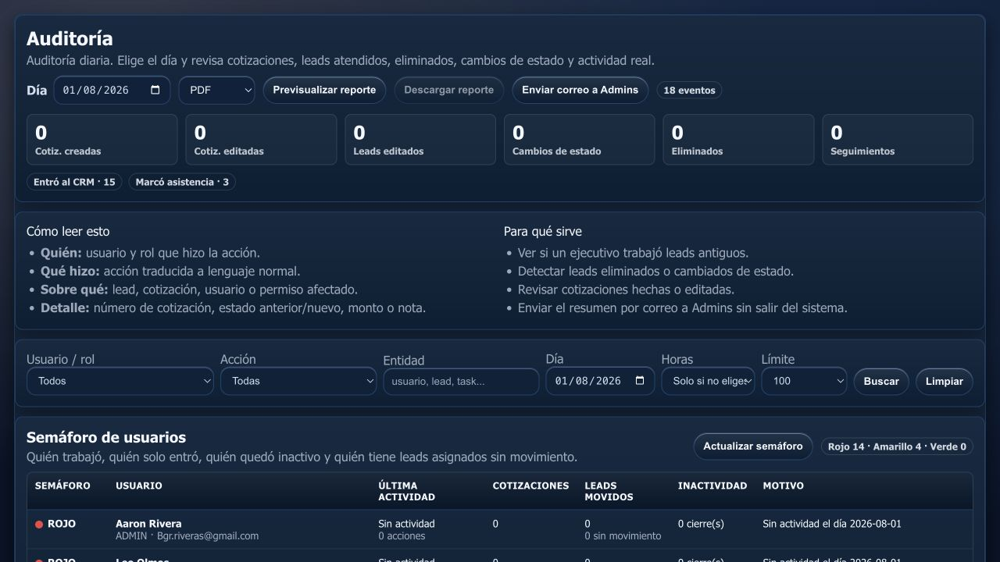 Auditoría
Auditoría diaria. Elige el día y revisa cotizaciones, leads atendidos, eliminados, cambios de estado y actividad real.
Día 01/08/2026 PDF Previsualizar reporte Descargar reporte Enviar correo a Admins 18 eventos
0 0 0 0 0 0
Cotiz. creadas Cotiz. editadas Leads editados Cambios de estado Eliminados Seguimientos
Entró al CRM · 15 Marcó asistencia · 3
Cómo leer esto
• Quién: usuario y rol que hizo la acción.
• Qué hizo: acción traducida a lenguaje normal.
• Sobre qué: lead, cotización, usuario o permiso afectado.
• Detalle: número de cotización, estado anterior/nuevo, monto o nota.
Para qué sirve
• Ver si un ejecutivo trabajó leads antiguos.
• Detectar leads eliminados o cambiados de estado.
• Revisar cotizaciones hechas o editadas.
• Enviar el resumen por correo a Admins sin salir del sistema.
Usuario / rol Acción Entidad Día Horas Límite
Todos Todas usuario, lead, task... 01/08/2026 Solo si no eliges 100 Buscar Limpiar
Semáforo de usuarios
Quién trabajó, quién solo entró, quién quedó inactivo y quién tiene leads asignados sin movimiento.
Actualizar semáforo Rojo 14 · Amarillo 4 · Verde 0
SEMÁFORO USUARIO ÚLTIMA ACTIVIDAD COTIZACIONES LEADS MOVIDOS INACTIVIDAD MOTIVO
ROJO Aaron Rivera Sin actividad 0 0 0 cierre(s) Sin actividad el día 2026-08-01
ADMIN · Bgr.riveras@gmail.com 0 acciones 0 sin movimiento
ROJO Leo Olmos Sin actividad 0 0 0 cierre(s) Sin actividad el día 2026-08-01